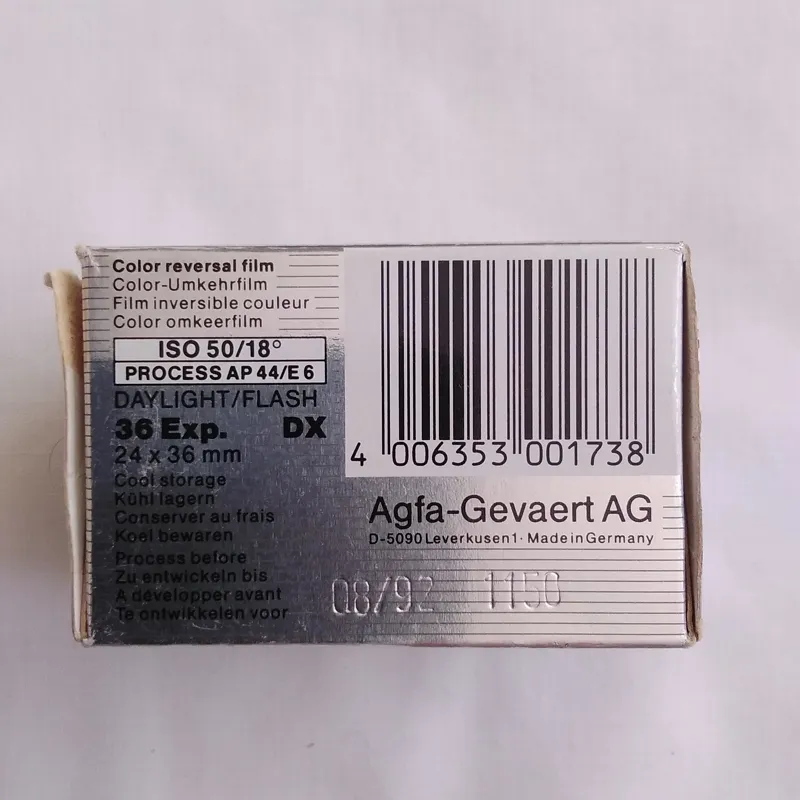 Color reversal film
Color-Umkehrfilm
Film inversible couleur
Color omkeerfilm
ISO 50/18°
PROCESS AP 44/E 6
DAYLIGHT/FLASH
36 Exp. DX
24 x 36 mm
Cool storage
Kühl lagern
Conserver au frais
Koel bewaren
Process before
Zu entwickeln bis
A développer avant
Te ontwikkelen voor
4 006353 001738
Agfa-Gevaert AG
D-5090 Leverkusen 1 · Made in Germany
08/92 1150